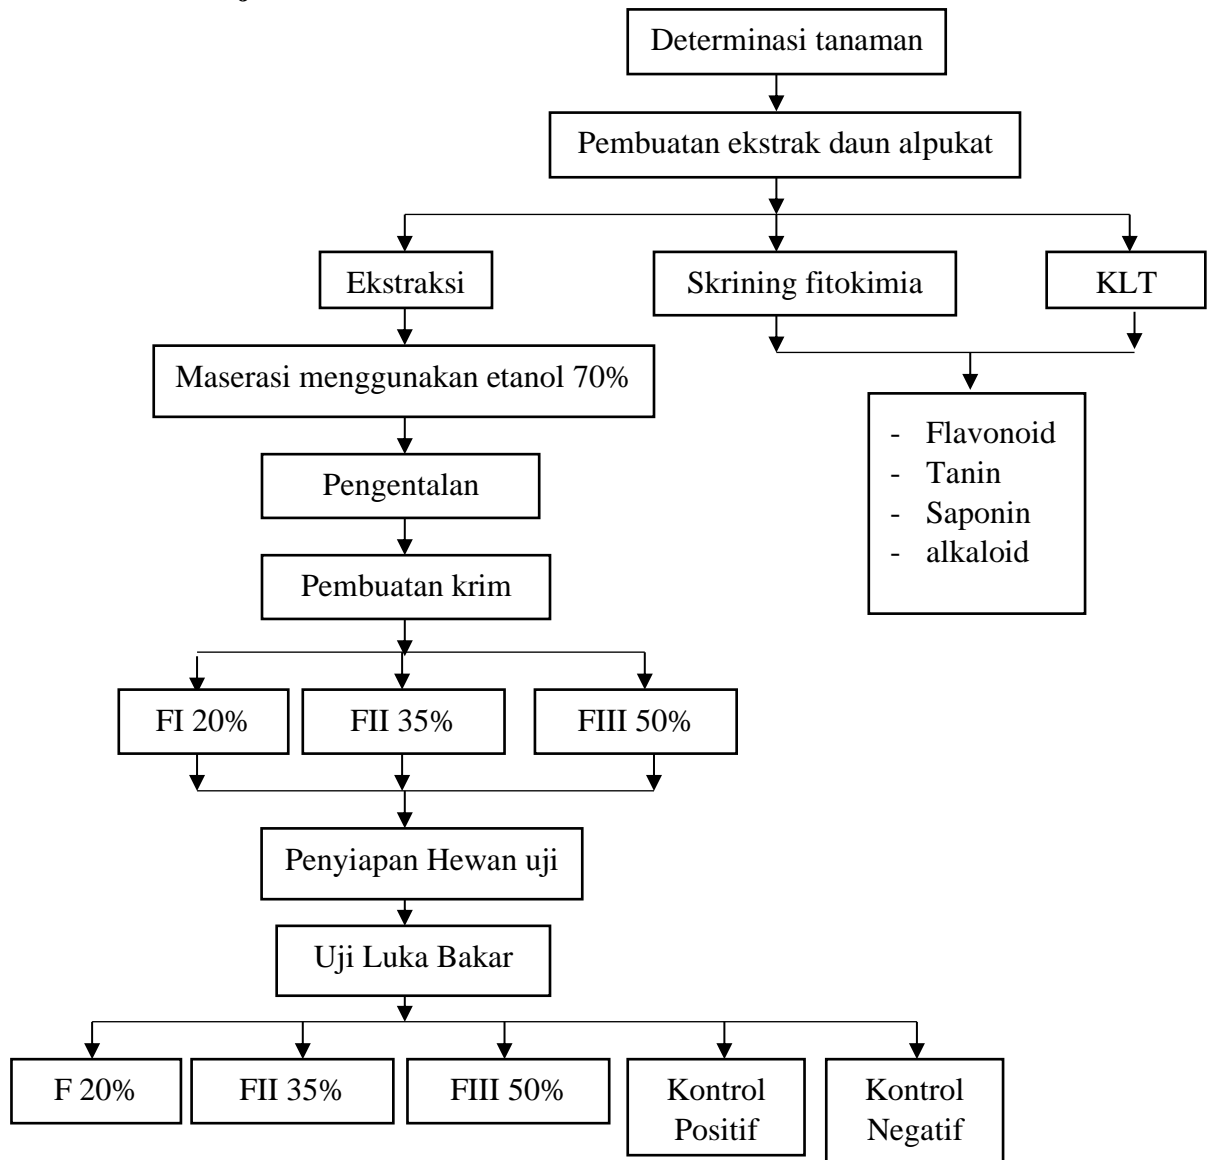 Determinasi tanaman
Pembuatan ekstrak daun alpukat
Ekstraksi
Skrining fitokimia
KLT
Maserasi menggunakan etanol 70%
- Flavonoid
- Tanin
- Saponin
- alkaloid
Pengentalan
Pembuatan krim
FI 20%
FII 35%
FIII 50%
Penyiapan Hewan uji
Uji Luka Bakar
F 20%
FII 35%
FIII 50%
Kontrol
Positif
Kontrol
Negatif